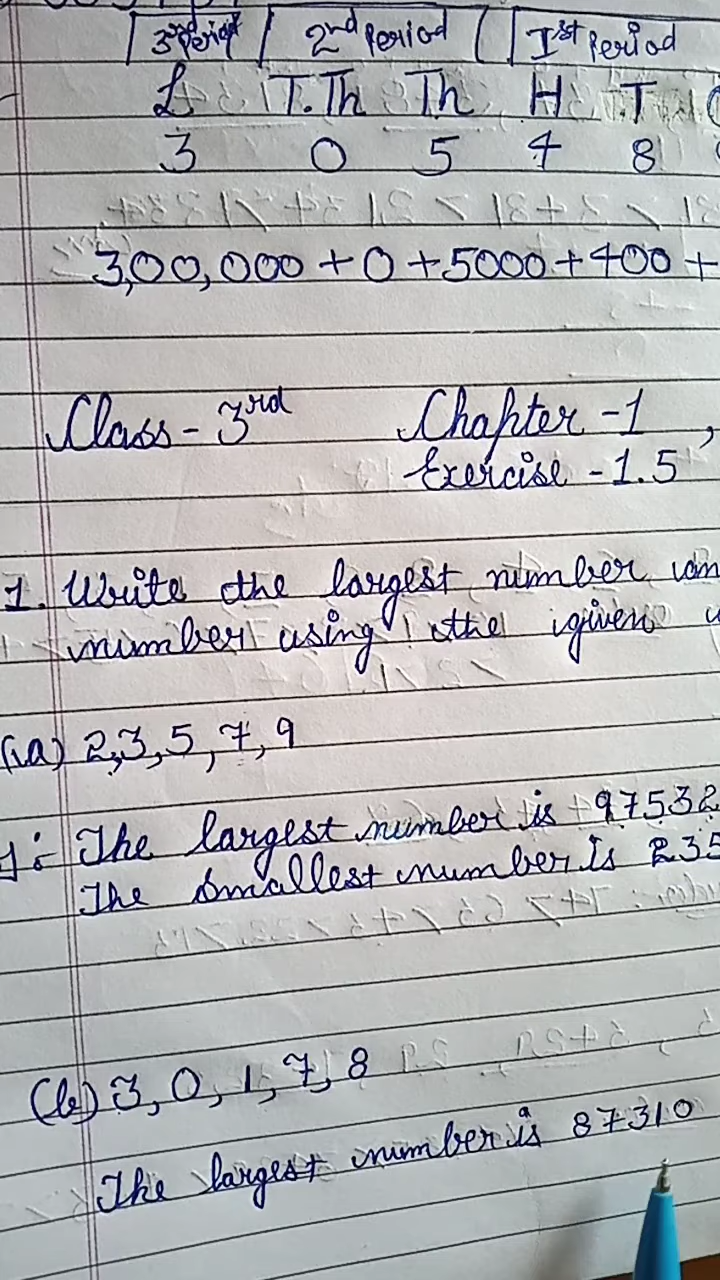 3rd Period 2nd Period Ist Period
L T.Th Th H T
3 0 5 4 8
3,00,000 + 0 + 5000 + 400 +
Class - 3rd Chapter - 1 ,
Exercise - 1.5
1. Write the largest number
number using the given
(a) 2,3,5,7,9
The largest number is 97532
The smallest number is 235
(b) 3, 0, 1, 7, 8
The largest number is 87310